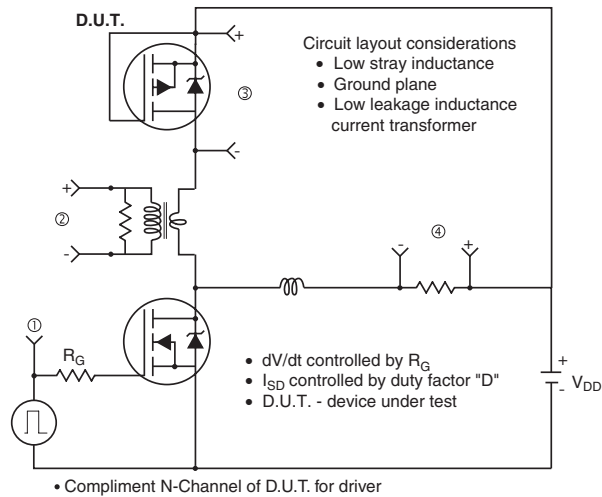 D.U.T.
+
Circuit layout considerations
• Low stray inductance
• Ground plane
• Low leakage inductance
current transformer
③
-
+
②
-
④
-
+
①
R_G
• dV/dt controlled by R_G
• I_SD controlled by duty factor "D"
• D.U.T. - device under test
+
V_DD
-
• Compliment N-Channel of D.U.T. for driver